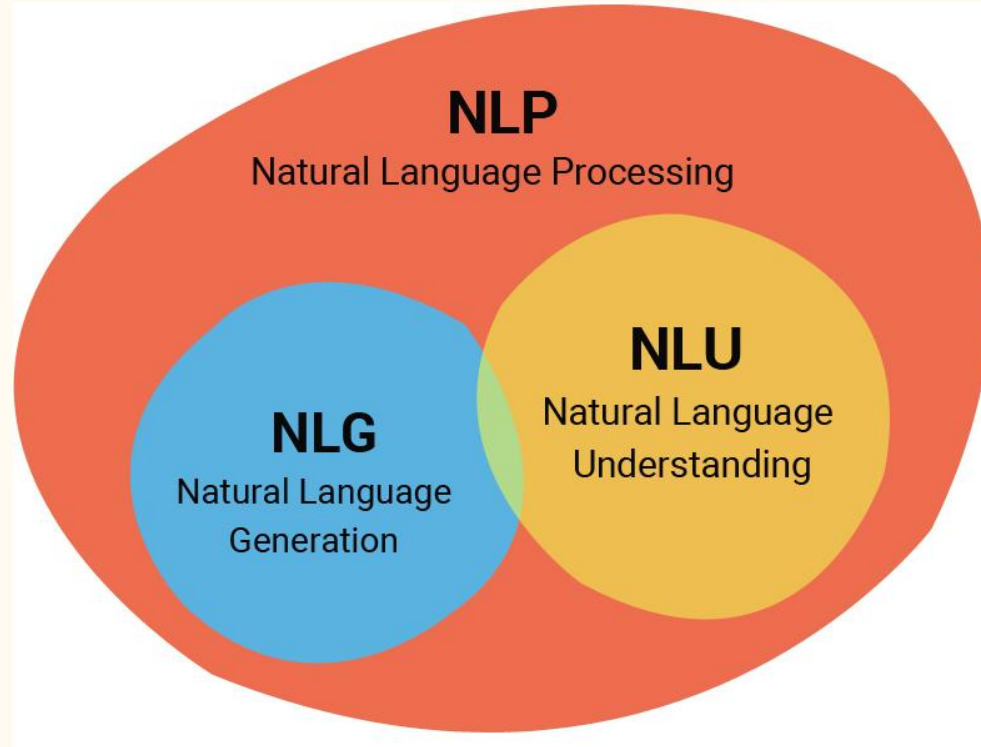 NLP
Natural Language Processing
NLU
Natural Language
Understanding
NLG
Natural Language
Generation